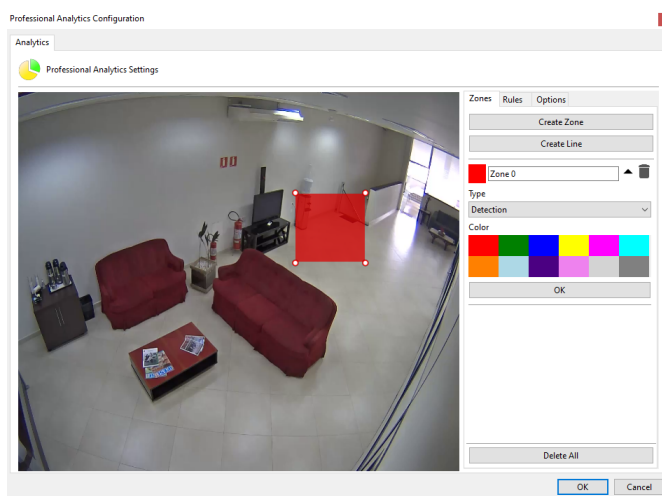 Professional Analytics Configuration
Analytics
Professional Analytics Settings
Zones Rules Options
Create Zone
Create Line
Zone 0
Type
Detection
Color
OK
Delete All
OK Cancel